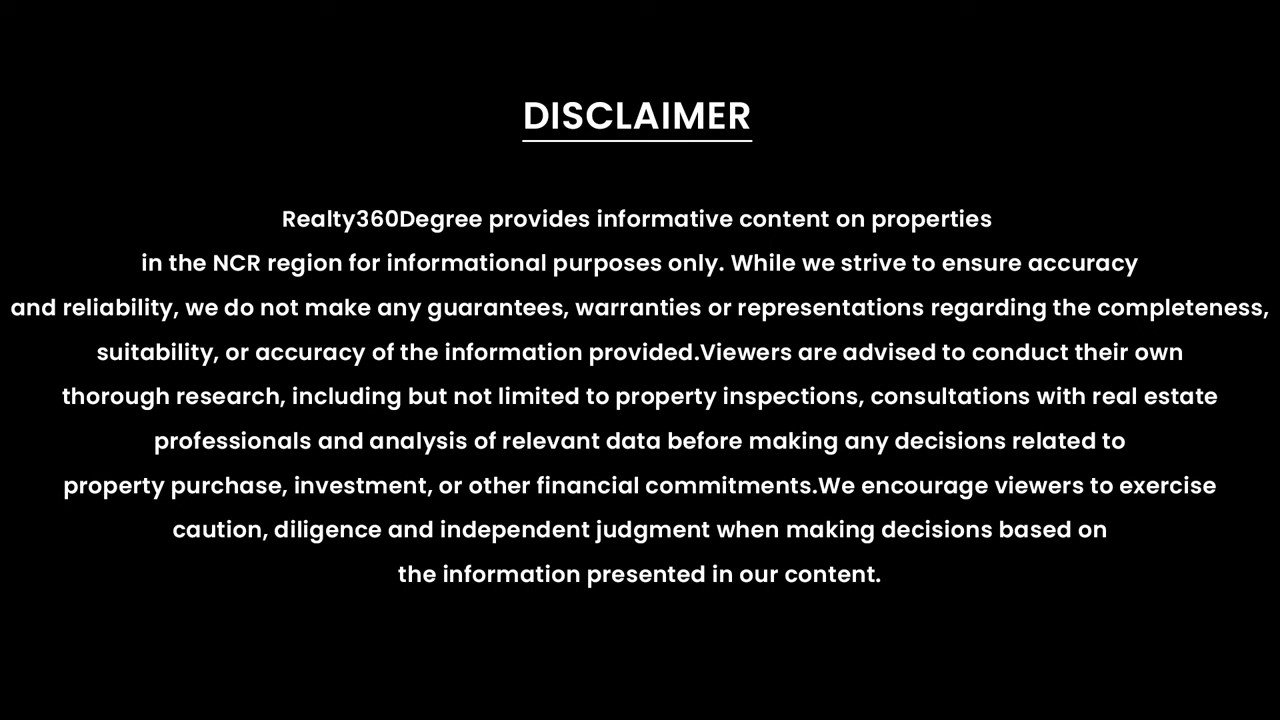 DISCLAIMER
Realty360Degree provides informative content on properties
in the NCR region for informational purposes only. While we strive to ensure accuracy
and reliability, we do not make any guarantees, warranties or representations regarding the completeness,
suitability, or accuracy of the information provided.Viewers are advised to conduct their own
thorough research, including but not limited to property inspections, consultations with real estate
professionals and analysis of relevant data before making any decisions related to
property purchase, investment, or other financial commitments.We encourage viewers to exercise
caution, diligence and independent judgment when making decisions based on
the information presented in our content.